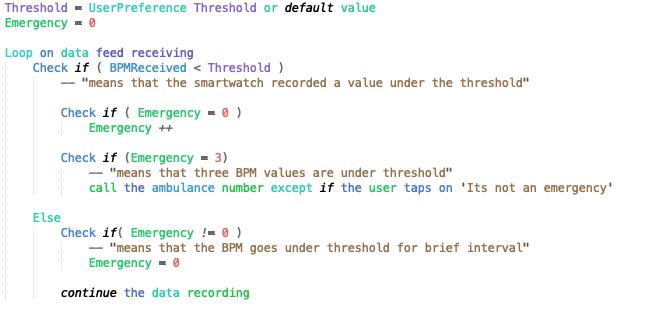 Threshold = UserPreference Threshold or default value
Emergency = 0
Loop on data feed receiving
Check if ( BPMReceived < Threshold )
-- "means that the smartwatch recorded a value under the threshold"
Check if ( Emergency = 0 )
Emergency ++
Check if (Emergency = 3)
-- "means that three BPM values are under threshold"
call the ambulance number except if the user taps on 'Its not an emergency'
Else
Check if( Emergency != 0 )
-- "means that the BPM goes under threshold for brief interval"
Emergency = 0
continue the data recording